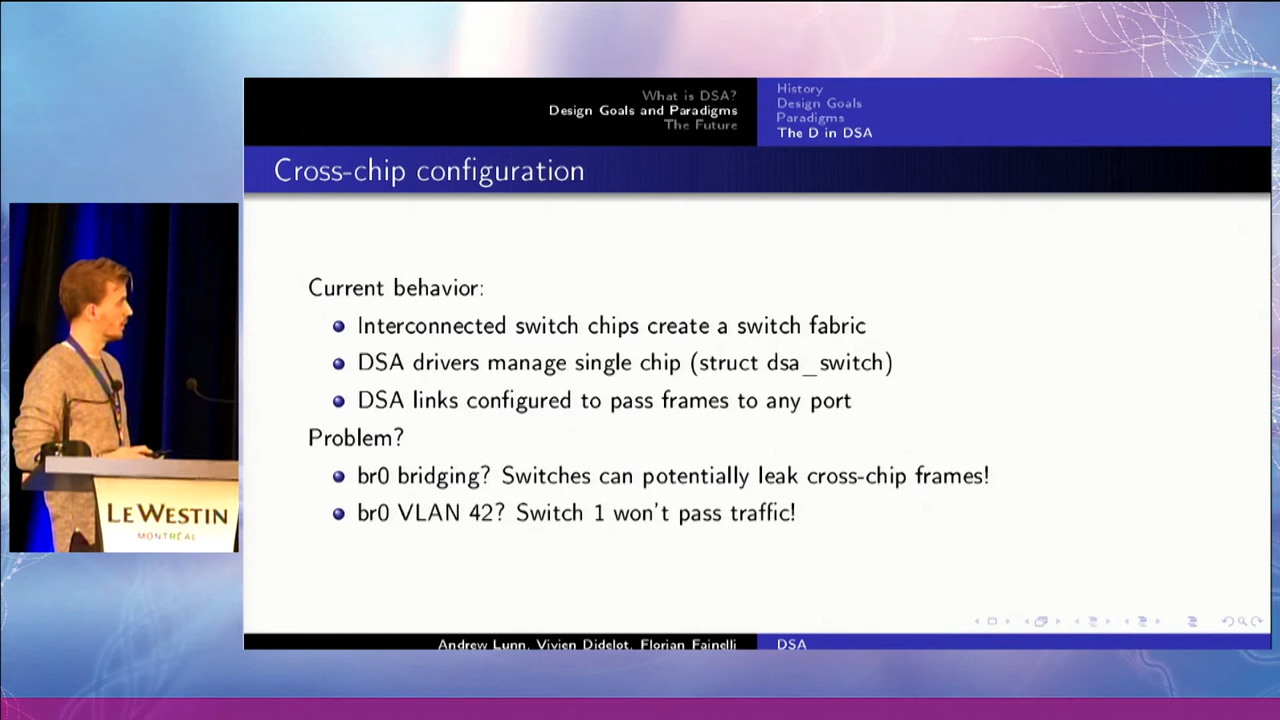 What is DSA?
Design Goals and Paradigms
The Future
History
Design Goals
Paradigms
The D in DSA
Cross-chip configuration
Current behavior:
Interconnected switch chips create a switch fabric
DSA drivers manage single chip (struct dsa_switch)
DSA links configured to pass frames to any port
Problem?
br0 bridging? Switches can potentially leak cross-chip frames!
br0 VLAN 42? Switch 1 won't pass traffic!
Andrew Lunn, Vivien Didelot, Florian Fainelli
DSA
LE WESTIN
MONTRÉAL